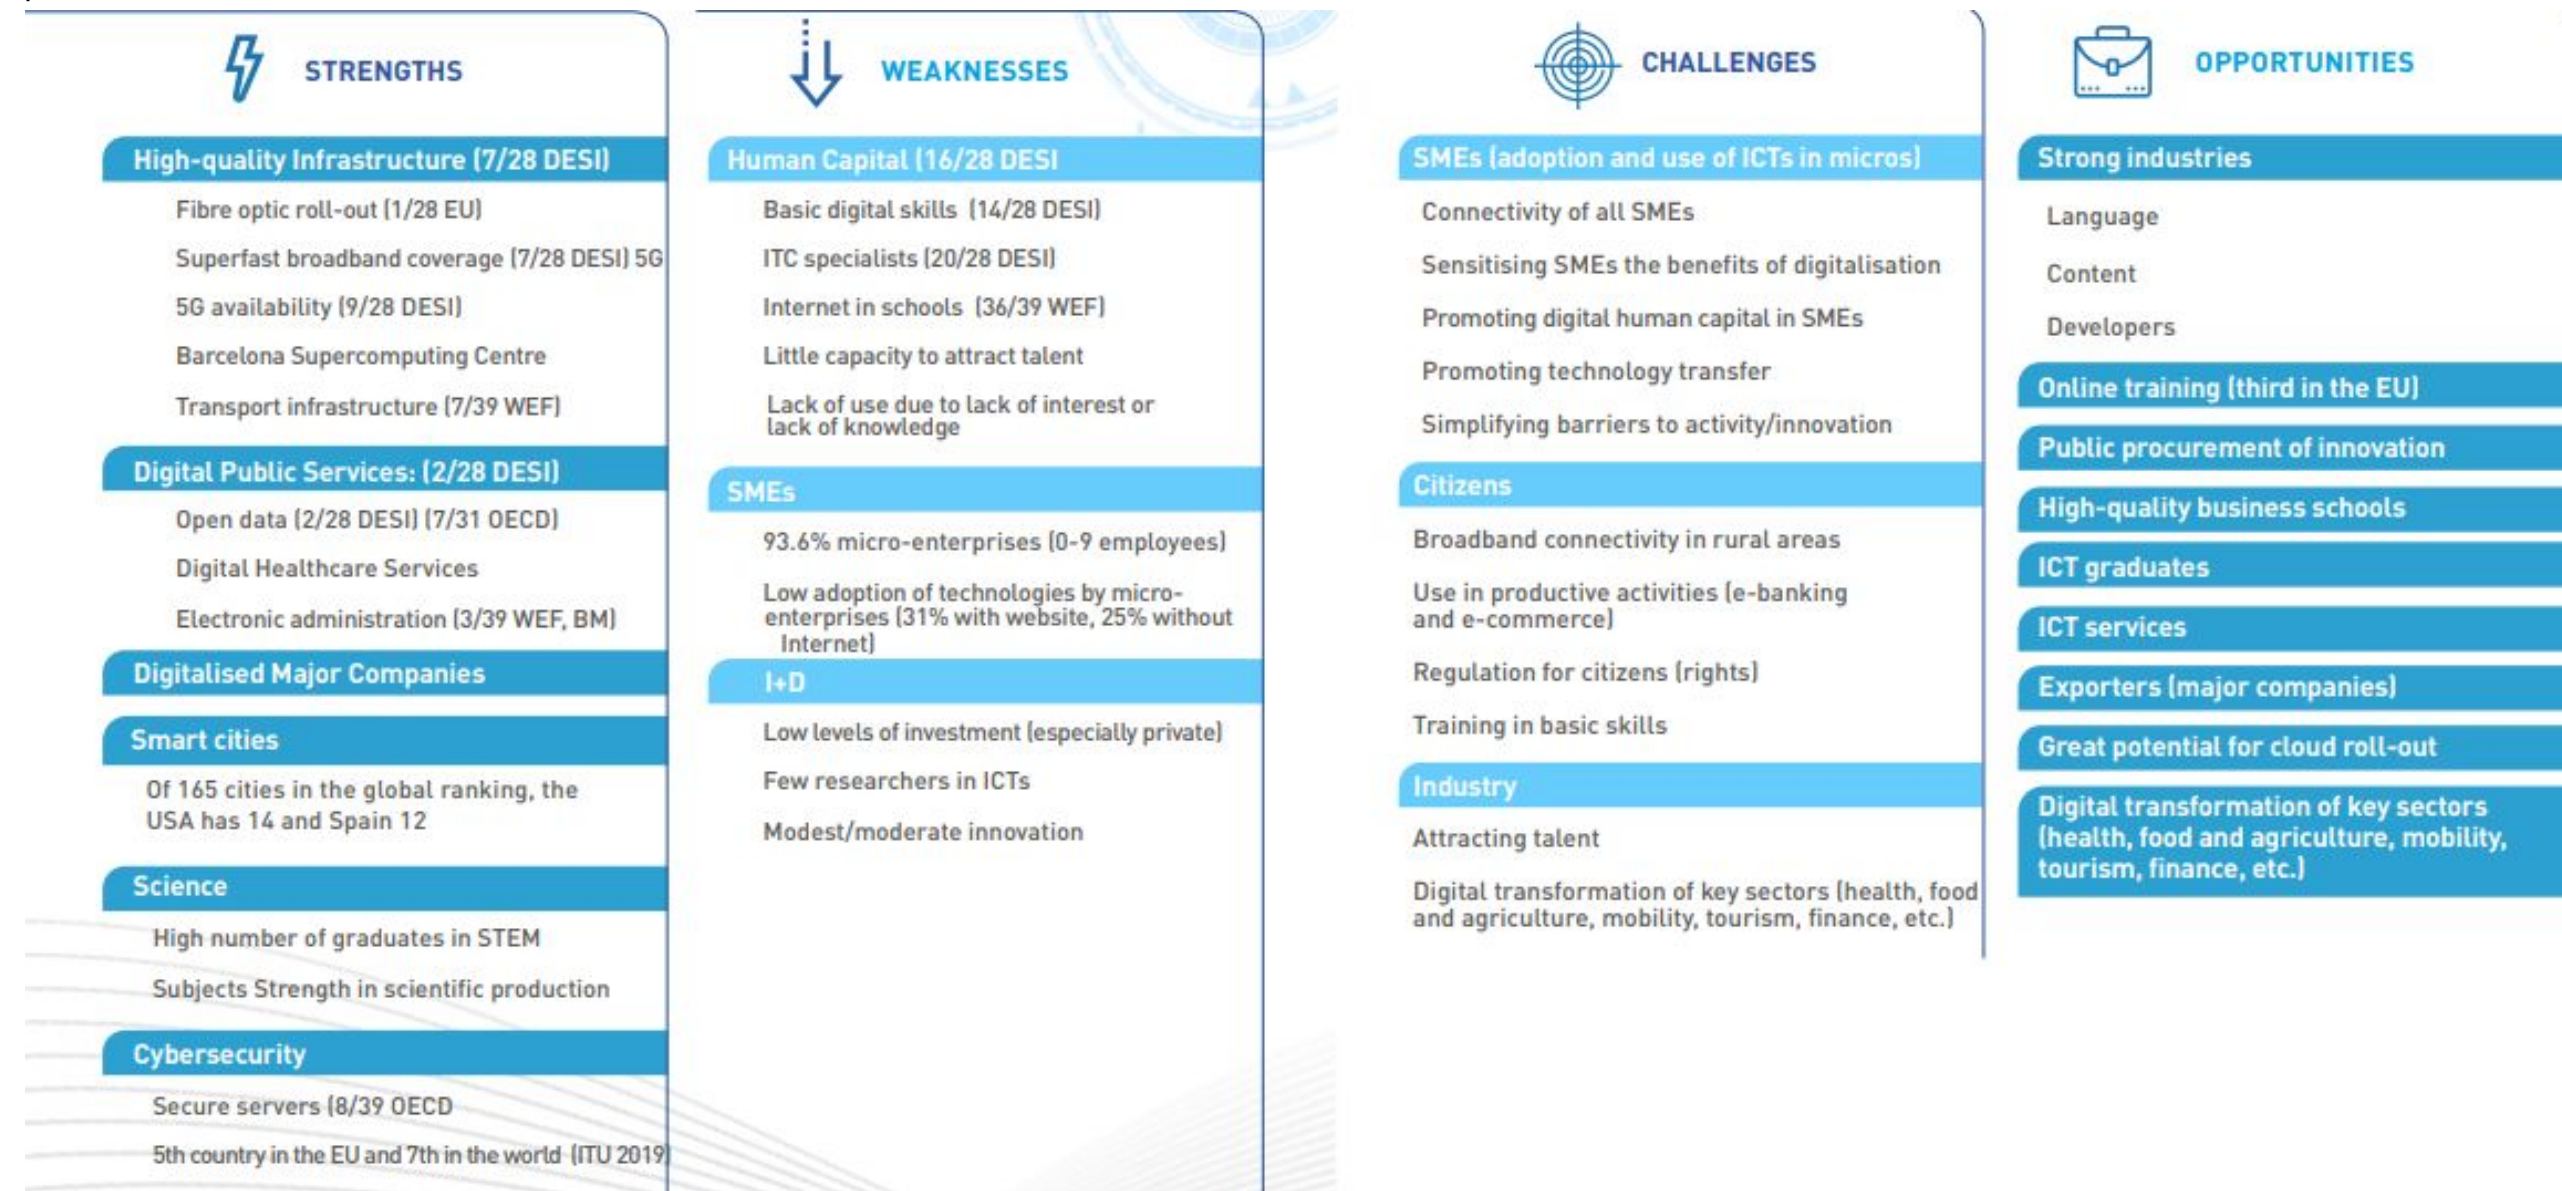 STRENGTHS
High-quality Infrastructure (7/28 DESI)
Fibre optic roll-out (1/28 EU)
Superfast broadband coverage (7/28 DESI) 5G
5G availability (9/28 DESI)
Barcelona Supercomputing Centre
Transport infrastructure (7/39 WEF)
Digital Public Services: (2/28 DESI)
Open data (2/28 DESI) (7/31 OECD)
Digital Healthcare Services
Electronic administration (3/39 WEF, BM)
Digitalised Major Companies
Smart cities
Of 165 cities in the global ranking, the
USA has 14 and Spain 12
Science
High number of graduates in STEM
Subjects Strength in scientific production
Cybersecurity
Secure servers (8/39 OECD
5th country in the EU and 7th in the world (ITU 2019)
WEAKNESSES
Human Capital (16/28 DESI
Basic digital skills (14/28 DESI)
ITC specialists (20/28 DESI)
Internet in schools (36/39 WEF)
Little capacity to attract talent
Lack of use due to lack of interest or
lack of knowledge
SMEs
93.6% micro-enterprises (0-9 employees)
Low adoption of technologies by micro-
enterprises (31% with website, 25% without
Internet)
I+D
Low levels of investment (especially private)
Few researchers in ICTs
Modest/moderate innovation
CHALLENGES
SMEs (adoption and use of ICTs in micros)
Connectivity of all SMEs
Sensitising SMEs the benefits of digitalisation
Promoting digital human capital in SMEs
Promoting technology transfer
Simplifying barriers to activity/innovation
Citizens
Broadband connectivity in rural areas
Use in productive activities (e-banking
and e-commerce)
Regulation for citizens (rights)
Training in basic skills
Industry
Attracting talent
Digital transformation of key sectors (health, food
and agriculture, mobility, tourism, finance, etc.)
OPPORTUNITIES
Strong industries
Language
Content
Developers
Online training (third in the EU)
Public procurement of innovation
High-quality business schools
ICT graduates
ICT services
Exporters (major companies)
Great potential for cloud roll-out
Digital transformation of key sectors
(health, food and agriculture, mobility,
tourism, finance, etc.)